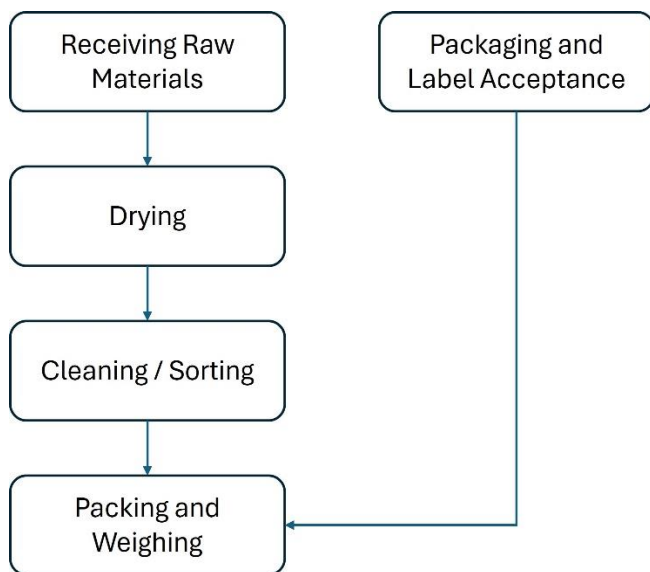 Receiving Raw
Materials
Packaging and
Label Acceptance
Drying
Cleaning / Sorting
Packing and
Weighing